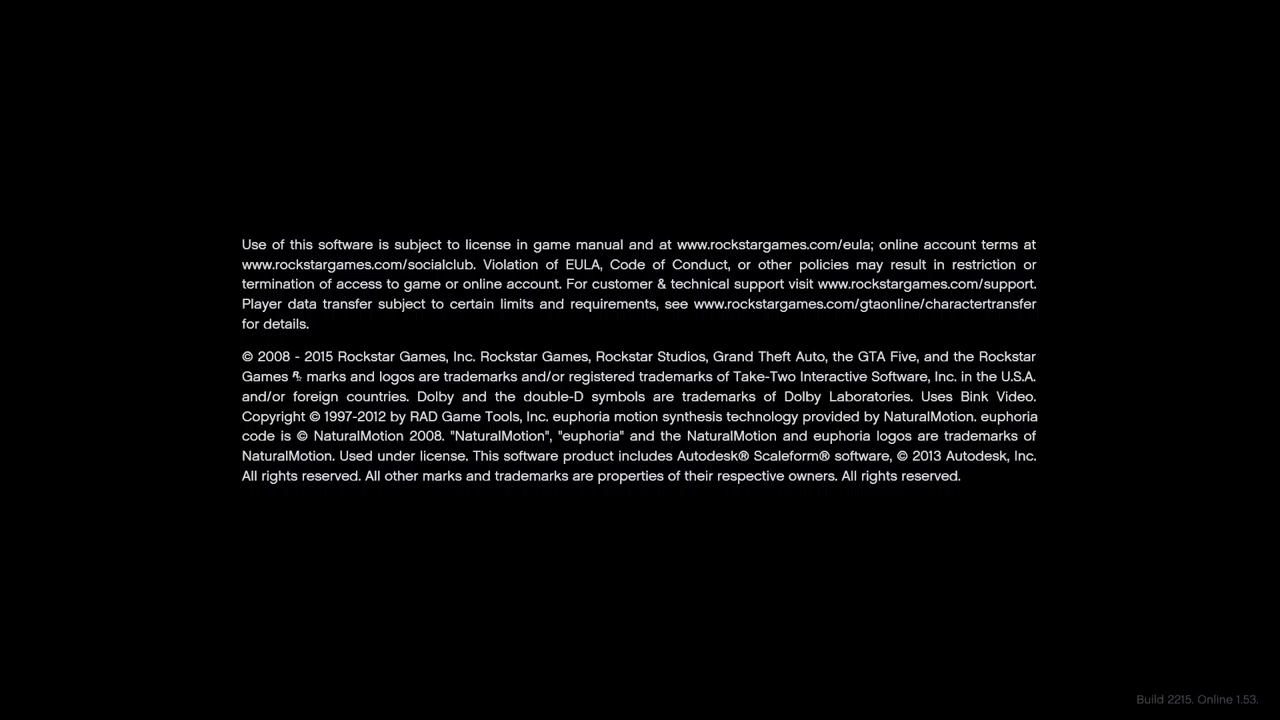 Use of this software is subject to license in game manual and at www.rockstargames.com/eula; online account terms at
www.rockstargames.com/socialclub. Violation of EULA, Code of Conduct, or other policies may result in restriction or
termination of access to game or online account. For customer & technical support visit www.rockstargames.com/support.
Player data transfer subject to certain limits and requirements, see www.rockstargames.com/gtaonline/charactertransfer
for details.
© 2008 - 2015 Rockstar Games, Inc. Rockstar Games, Rockstar Studios, Grand Theft Auto, the GTA Five, and the Rockstar
Games R* marks and logos are trademarks and/or registered trademarks of Take-Two Interactive Software, Inc. in the U.S.A.
and/or foreign countries. Dolby and the double-D symbols are trademarks of Dolby Laboratories. Uses Bink Video.
Copyright © 1997-2012 by RAD Game Tools, Inc. euphoria motion synthesis technology provided by NaturalMotion. euphoria
code is © NaturalMotion 2008. "NaturalMotion", "euphoria" and the NaturalMotion and euphoria logos are trademarks of
NaturalMotion. Used under license. This software product includes Autodesk® Scaleform® software, © 2013 Autodesk, Inc.
All rights reserved. All other marks and trademarks are properties of their respective owners. All rights reserved.
Build 2215. Online 1.53.